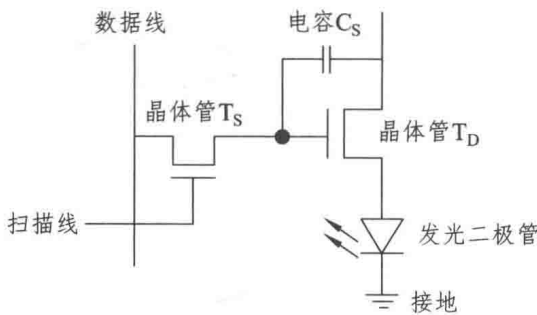 数据线
电容C_S
晶体管T_S
晶体管T_D
扫描线
发光二极管
接地